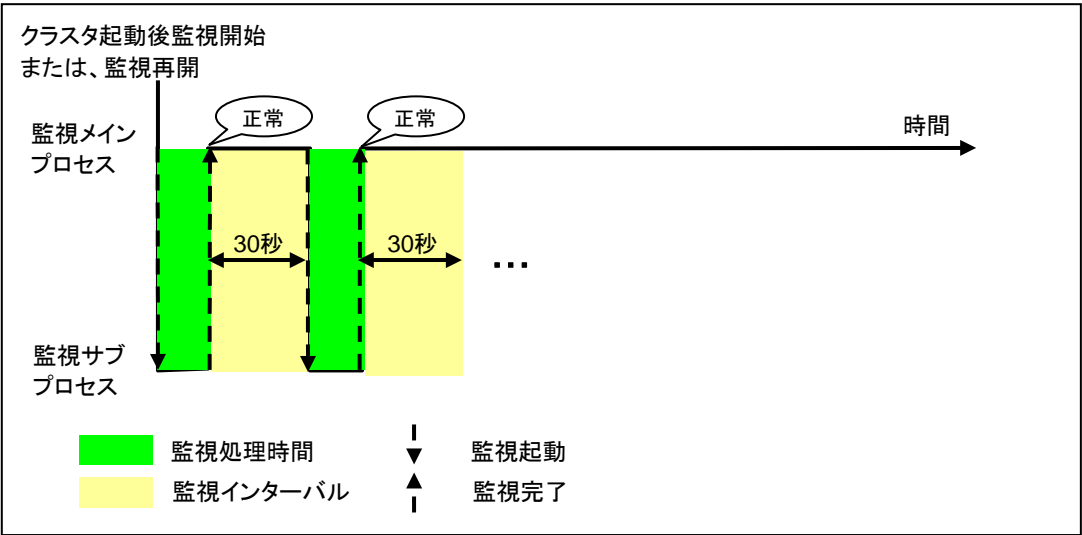 クラスタ起動後監視開始
または、監視再開
正常
正常
監視メイン
プロセス
時間
30秒
30秒
...
監視サブ
プロセス
監視処理時間
監視起動
監視インターバル
監視完了